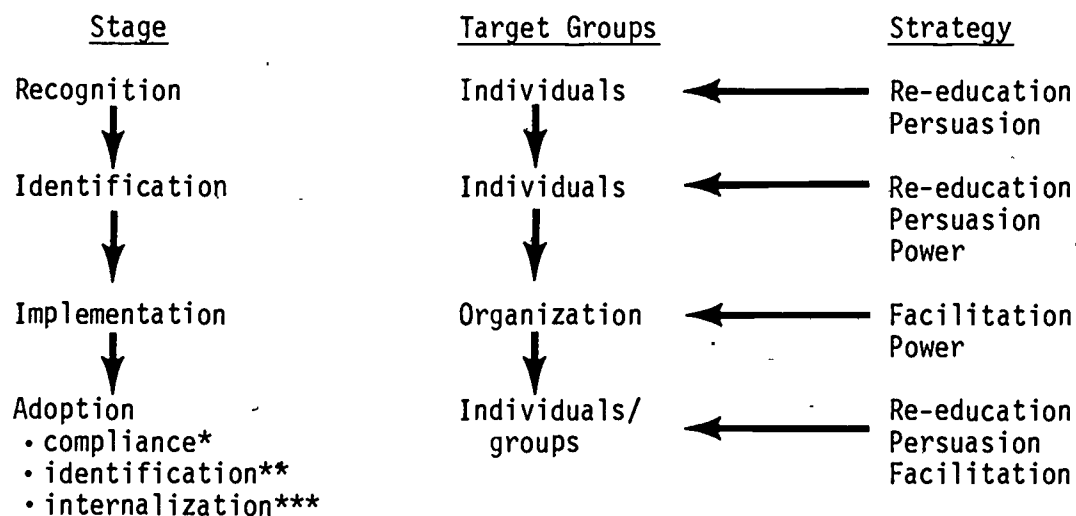 Stage Target Groups Strategy
Recognition Individuals Re-education
Persuasion
Identification Individuals Re-education
Persuasion
Power
Implementation Organization Facilitation
Power
Adoption Individuals/ Re-education
• compliance* groups Persuasion
• identification** Facilitation
• internalization***